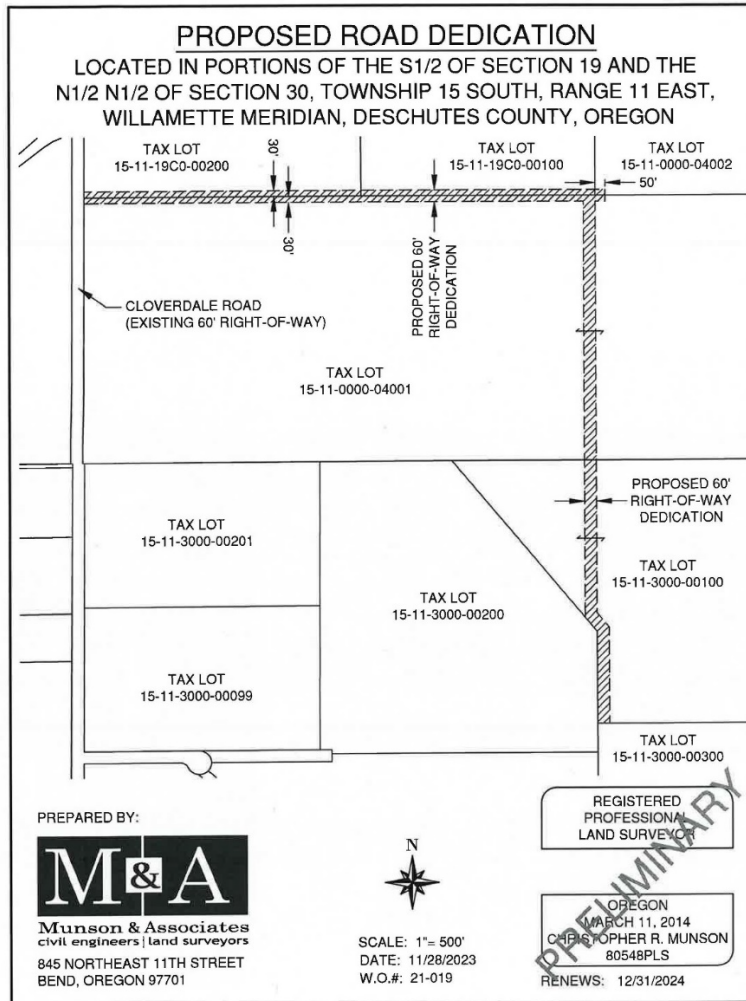 PROPOSED ROAD DEDICATION
LOCATED IN PORTIONS OF THE S1/2 OF SECTION 19 AND THE
N1/2 N1/2 OF SECTION 30, TOWNSHIP 15 SOUTH, RANGE 11 EAST,
WILLAMETTE MERIDIAN, DESCHUTES COUNTY, OREGON
TAX LOT
15-11-19C0-00200
30'
TAX LOT
15-11-19C0-00100
TAX LOT
15-11-0000-04002
50'
30'
PROPOSED 60'
RIGHT-OF-WAY
DEDICATION
CLOVERDALE ROAD
(EXISTING 60' RIGHT-OF-WAY)
TAX LOT
15-11-0000-04001
PROPOSED 60'
RIGHT-OF-WAY
DEDICATION
TAX LOT
15-11-3000-00201
TAX LOT
15-11-3000-00100
TAX LOT
15-11-3000-00200
TAX LOT
15-11-3000-00099
TAX LOT
15-11-3000-00300
PREPARED BY:
M&A
Munson & Associates
civil engineers | land surveyors
845 NORTHEAST 11TH STREET
BEND, OREGON 97701
N
SCALE: 1"= 500'
DATE: 11/28/2023
W.O.#: 21-019
REGISTERED
PROFESSIONAL
LAND SURVEYOR
PRELIMINARY
OREGON
MARCH 11, 2014
CHRISTOPHER R. MUNSON
80548PLS
RENEWS: 12/31/2024